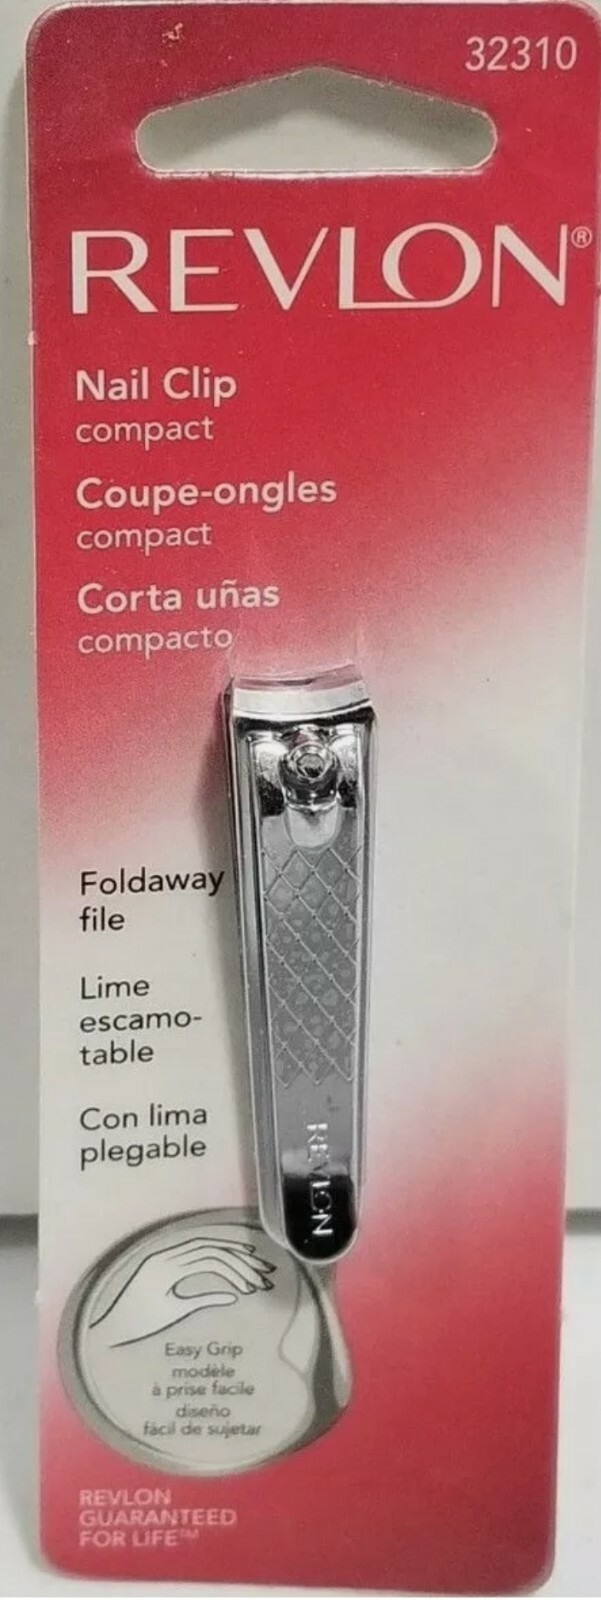 32310
REVLON®
Nail Clip
compact
Coupe-ongles
compact
Corta uñas
compacto
Foldaway
file
Lime
escamo-
table
Con lima
plegable
REVLON
Easy Grip
modèle
à prise facile
diseño
fácil de sujetar
REVLON
GUARANTEED
FOR LIFE™